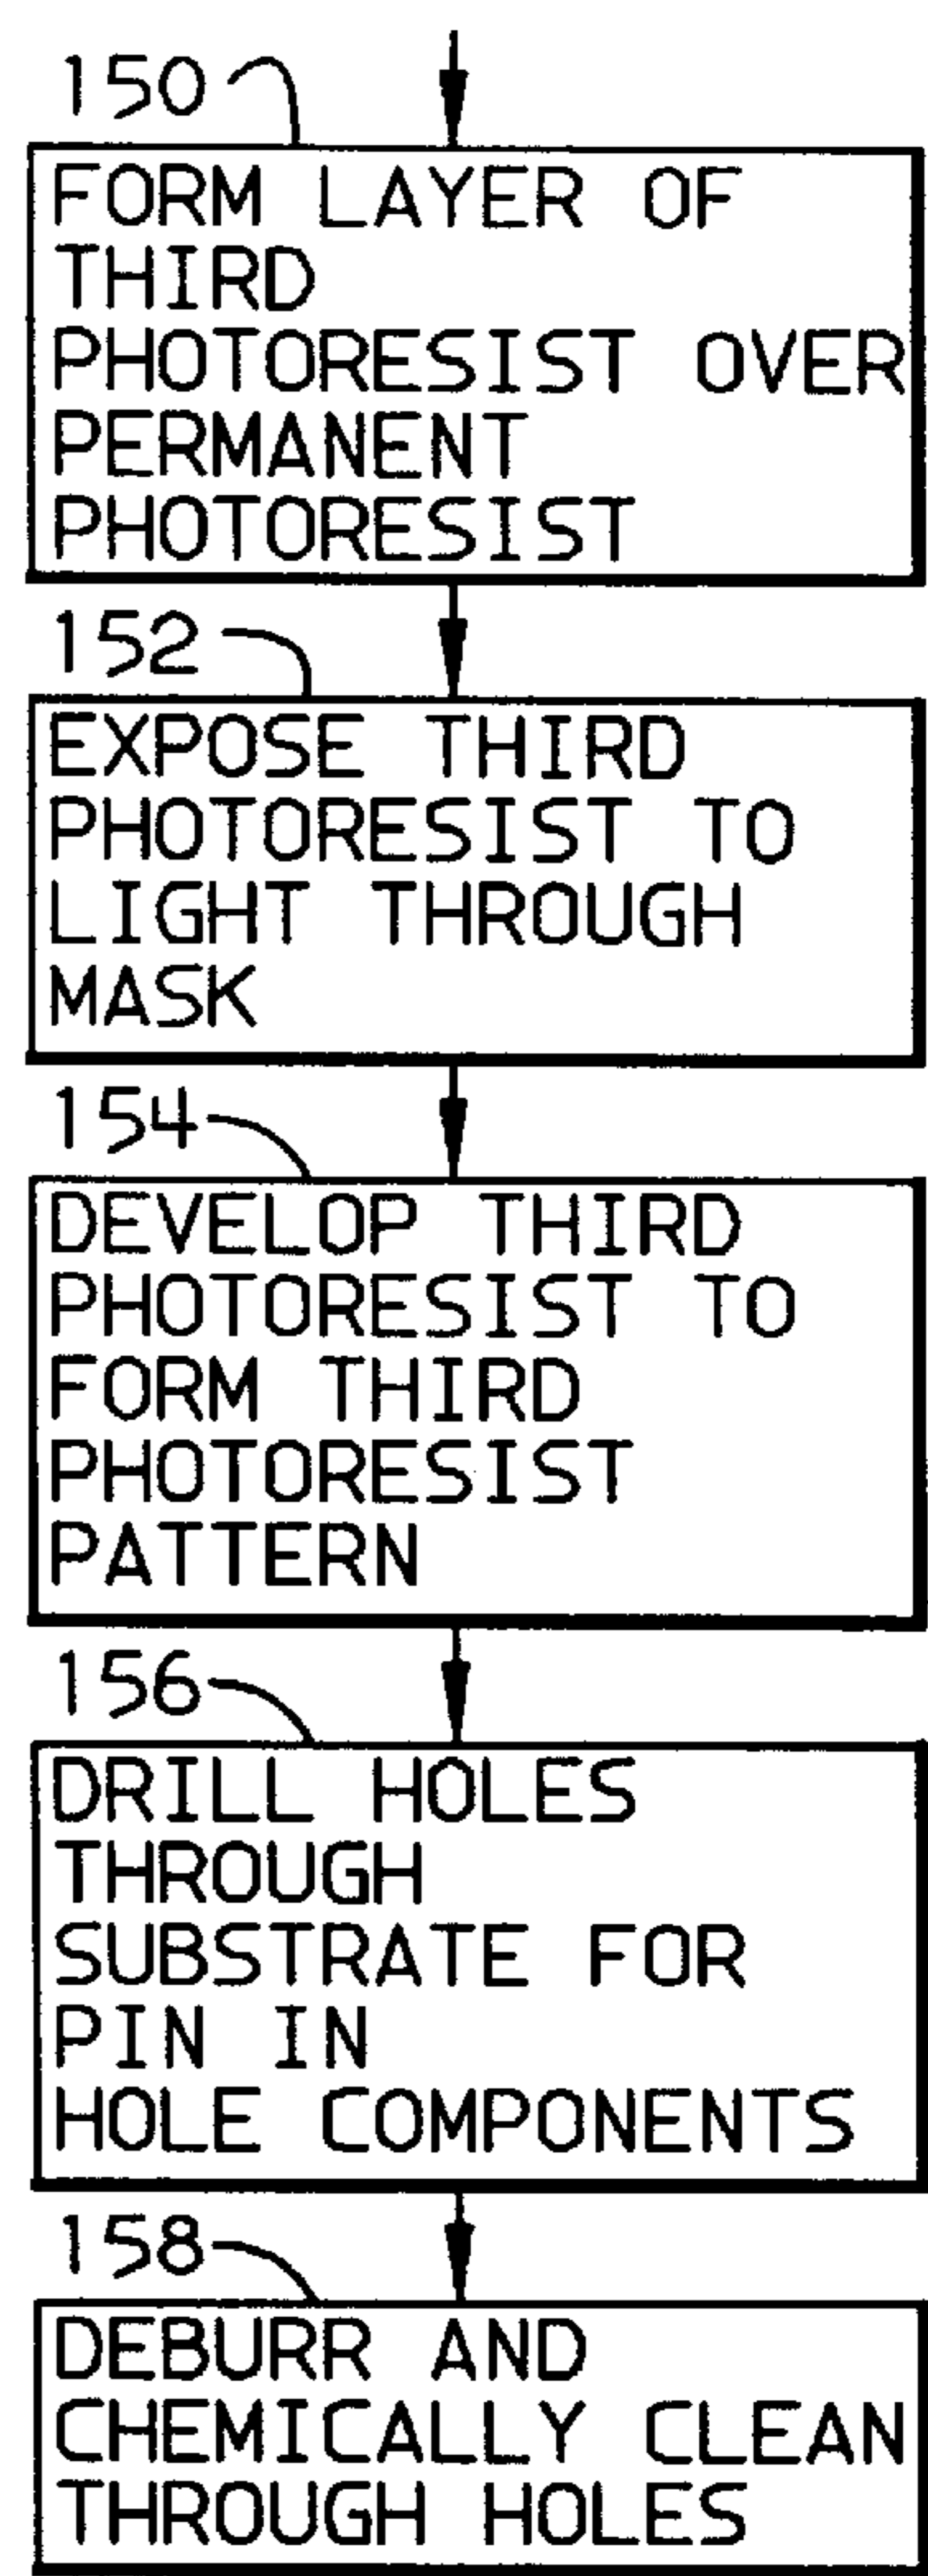 150
FORM LAYER OF
THIRD
PHOTORESIST OVER
PERMANENT
PHOTORESIST
152
EXPOSE THIRD
PHOTORESIST TO
LIGHT THROUGH
MASK
154
DEVELOP THIRD
PHOTORESIST TO
FORM THIRD
PHOTORESIST
PATTERN
156
DRILL HOLES
THROUGH
SUBSTRATE FOR
PIN IN
HOLE COMPONENTS
158
DEBURR AND
CHEMICALLY CLEAN
THROUGH HOLES